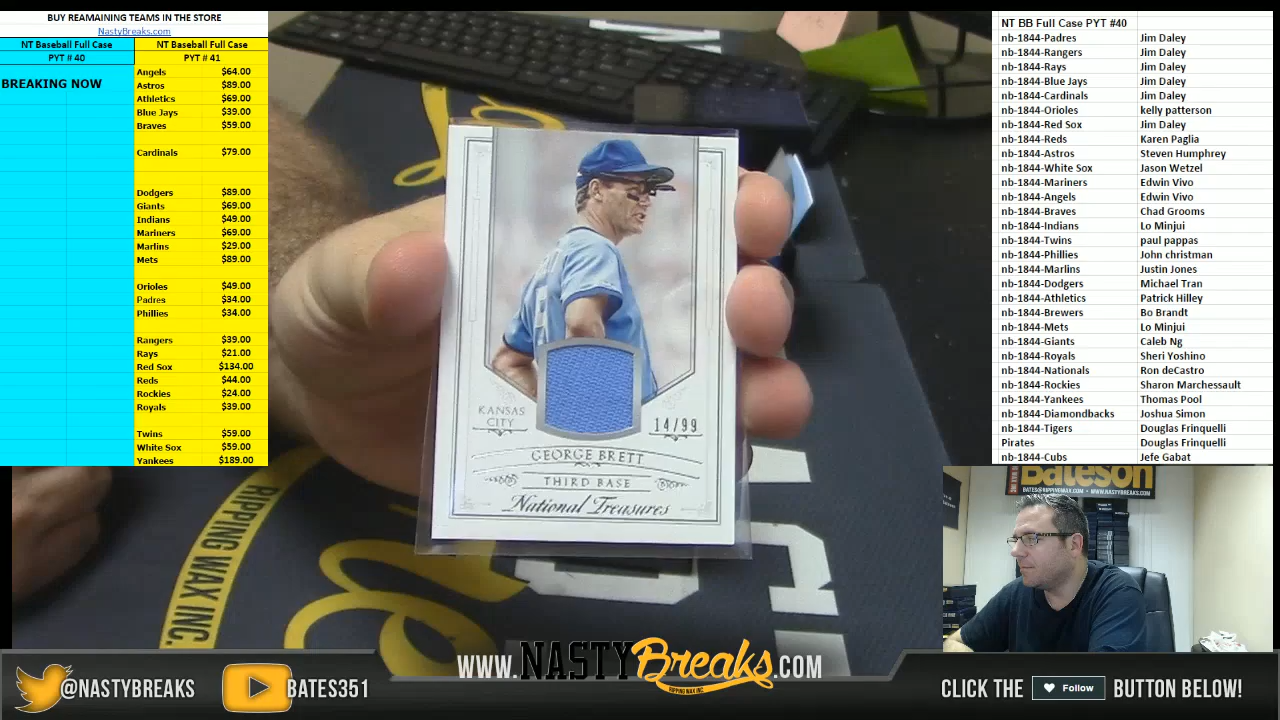 BUY REAMAINING TEAMS IN THE STORE
NastyBreaks.com
NT Baseball Full Case NT Baseball Full Case
PYT # 40 PYT # 41
BREAKING NOW
Angels $64.00
Astros $89.00
Athletics $69.00
Blue Jays $39.00
Braves $59.00
Cardinals $79.00
Dodgers $89.00
Giants $69.00
Indians $49.00
Mariners $69.00
Marlins $29.00
Mets $89.00
Orioles $49.00
Padres $34.00
Phillies $34.00
Rangers $39.00
Rays $21.00
Red Sox $134.00
Reds $44.00
Rockies $24.00
Royals $39.00
Twins $59.00
White Sox $59.00
Yankees $189.00
KANSAS
CITY
14/99
GEORGE BRETT
THIRD BASE
National Treasures
RIPPING WAX INC.
NT BB Full Case PYT #40
nb-1844-Padres Jim Daley
nb-1844-Rangers Jim Daley
nb-1844-Rays Jim Daley
nb-1844-Blue Jays Jim Daley
nb-1844-Cardinals Jim Daley
nb-1844-Orioles kelly patterson
nb-1844-Red Sox Jim Daley
nb-1844-Reds Karen Paglia
nb-1844-Astros Steven Humphrey
nb-1844-White Sox Jason Wetzel
nb-1844-Mariners Edwin Vivo
nb-1844-Angels Edwin Vivo
nb-1844-Braves Chad Grooms
nb-1844-Indians Lo Minjui
nb-1844-Twins paul pappas
nb-1844-Phillies John christman
nb-1844-Marlins Justin Jones
nb-1844-Dodgers Michael Tran
nb-1844-Athletics Patrick Hilley
nb-1844-Brewers Bo Brandt
nb-1844-Mets Lo Minjui
nb-1844-Giants Caleb Ng
nb-1844-Royals Sheri Yoshino
nb-1844-Nationals Ron deCastro
nb-1844-Rockies Sharon Marchessault
nb-1844-Yankees Thomas Pool
nb-1844-Diamondbacks Joshua Simon
nb-1844-Tigers Douglas Frinquelli
Pirates Douglas Frinquelli
nb-1844-Cubs Jefe Gabat
Bateson
BATES@RIPPINGWAX.COM • WWW.NASTYBREAKS.COM
@NASTYBREAKS
BATES351
WWW.NASTYBreaks.COM
RIPPING WAX INC.
CLICK THE Follow BUTTON BELOW!